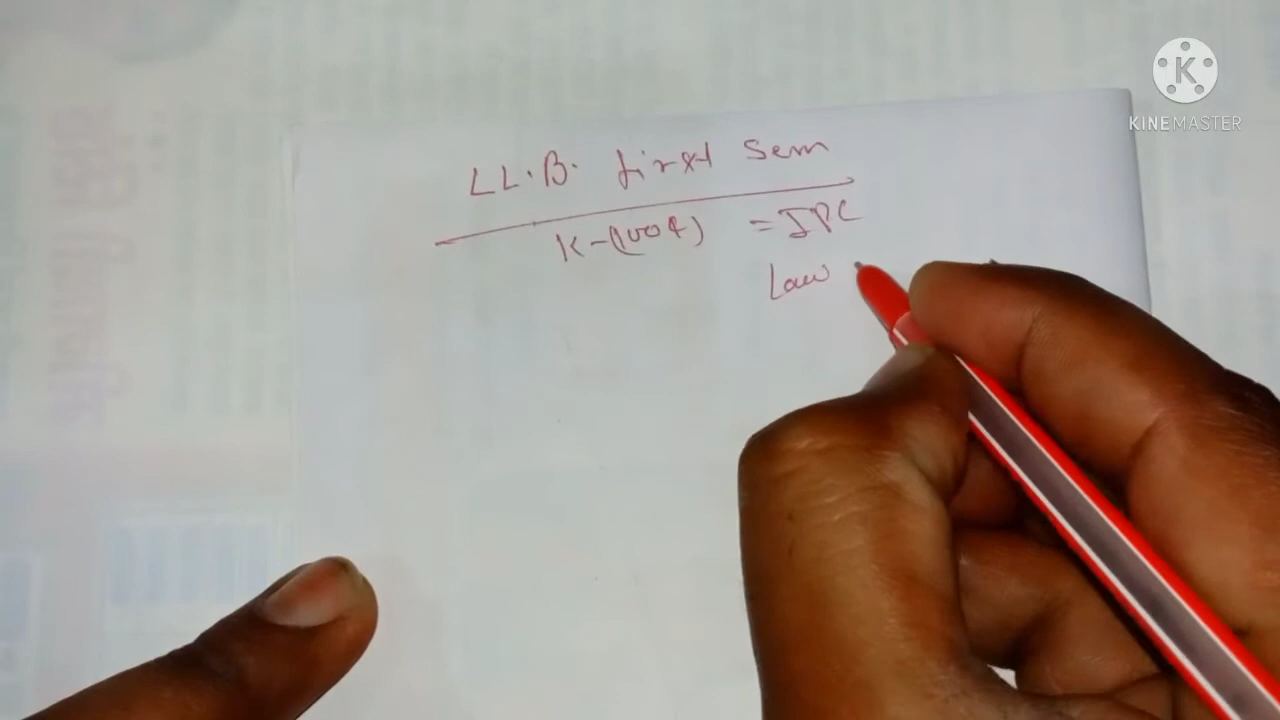 LL.B. first Sem
K-(1004) = IPC
Law
K
KINEMASTER